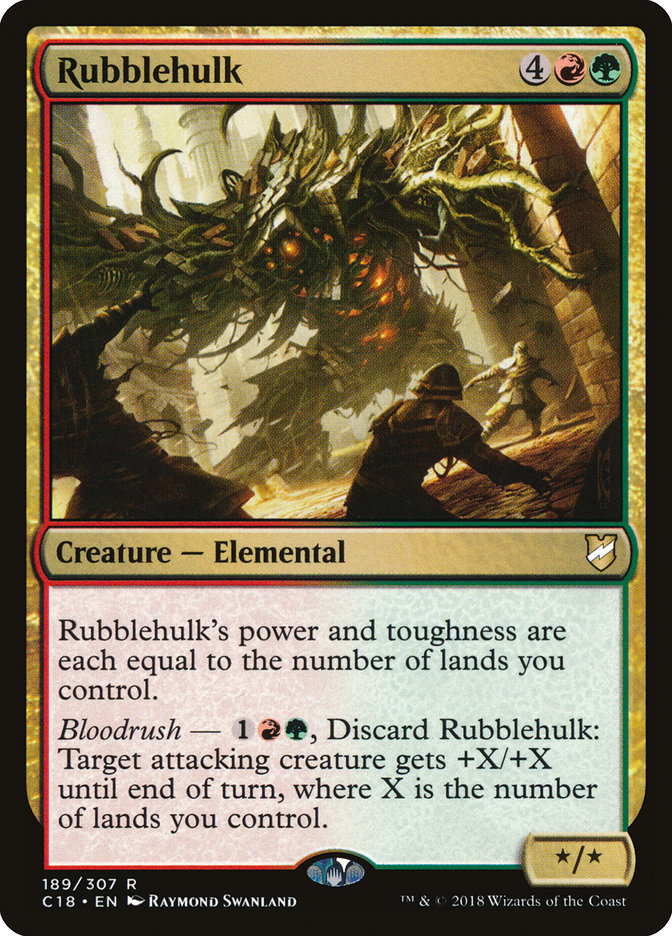 Rubblehulk 4
Creature — Elemental
Rubblehulk's power and toughness are
each equal to the number of lands you
control.
Bloodrush — 1, Discard Rubblehulk:
Target attacking creature gets +X/+X
until end of turn, where X is the number
of lands you control.
★/★
189/307 R
C18 • EN Raymond Swanland
™ & © 2018 Wizards of the Coast